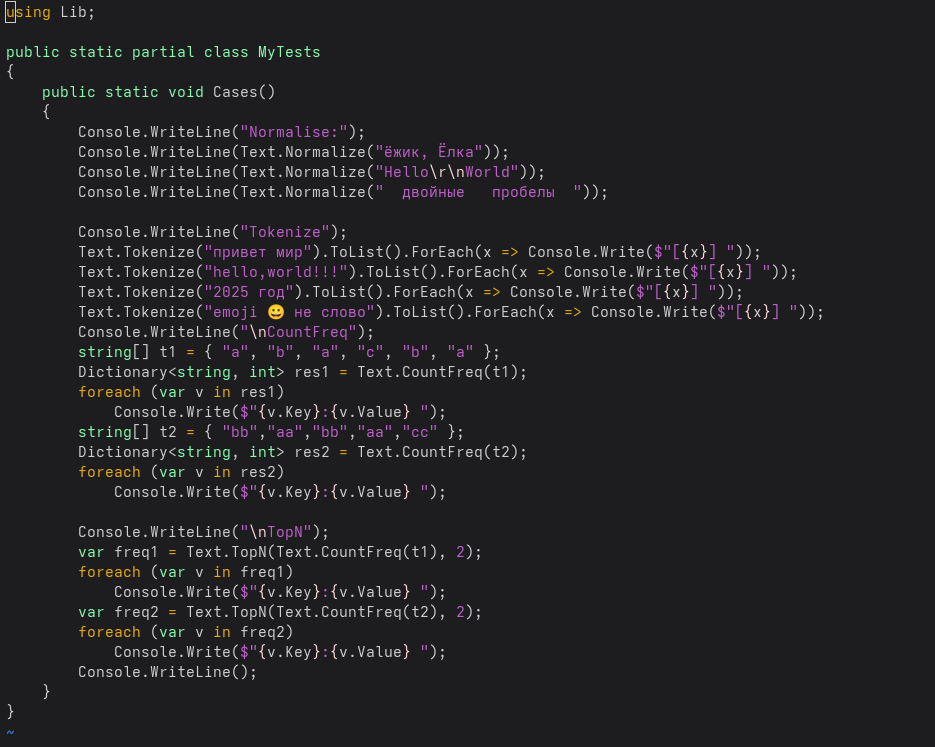 using Lib;

public static partial class MyTests
{
    public static void Cases()
    {
        Console.WriteLine("Normalise:");
        Console.WriteLine(Text.Normalize("ёжик, Ёлка"));
        Console.WriteLine(Text.Normalize("Hello\r\nWorld"));
        Console.WriteLine(Text.Normalize("  двойные   пробелы  "));

        Console.WriteLine("Tokenize");
        Text.Tokenize("привет мир").ToList().ForEach(x => Console.Write($"[{x}] "));
        Text.Tokenize("hello,world!!!").ToList().ForEach(x => Console.Write($"[{x}] "));
        Text.Tokenize("2025 год").ToList().ForEach(x => Console.Write($"[{x}] "));
        Text.Tokenize("emoji 😀 не слово").ToList().ForEach(x => Console.Write($"[{x}] "));
        Console.WriteLine("\nCountFreq");
        string[] t1 = { "a", "b", "a", "c", "b", "a" };
        Dictionary<string, int> res1 = Text.CountFreq(t1);
        foreach (var v in res1)
            Console.Write($"{v.Key}:{v.Value} ");
        string[] t2 = { "bb","aa","bb","aa","cc" };
        Dictionary<string, int> res2 = Text.CountFreq(t2);
        foreach (var v in res2)
            Console.Write($"{v.Key}:{v.Value} ");

        Console.WriteLine("\nTopN");
        var freq1 = Text.TopN(Text.CountFreq(t1), 2);
        foreach (var v in freq1)
            Console.Write($"{v.Key}:{v.Value} ");
        var freq2 = Text.TopN(Text.CountFreq(t2), 2);
        foreach (var v in freq2)
            Console.Write($"{v.Key}:{v.Value} ");
        Console.WriteLine();
    }
}
~